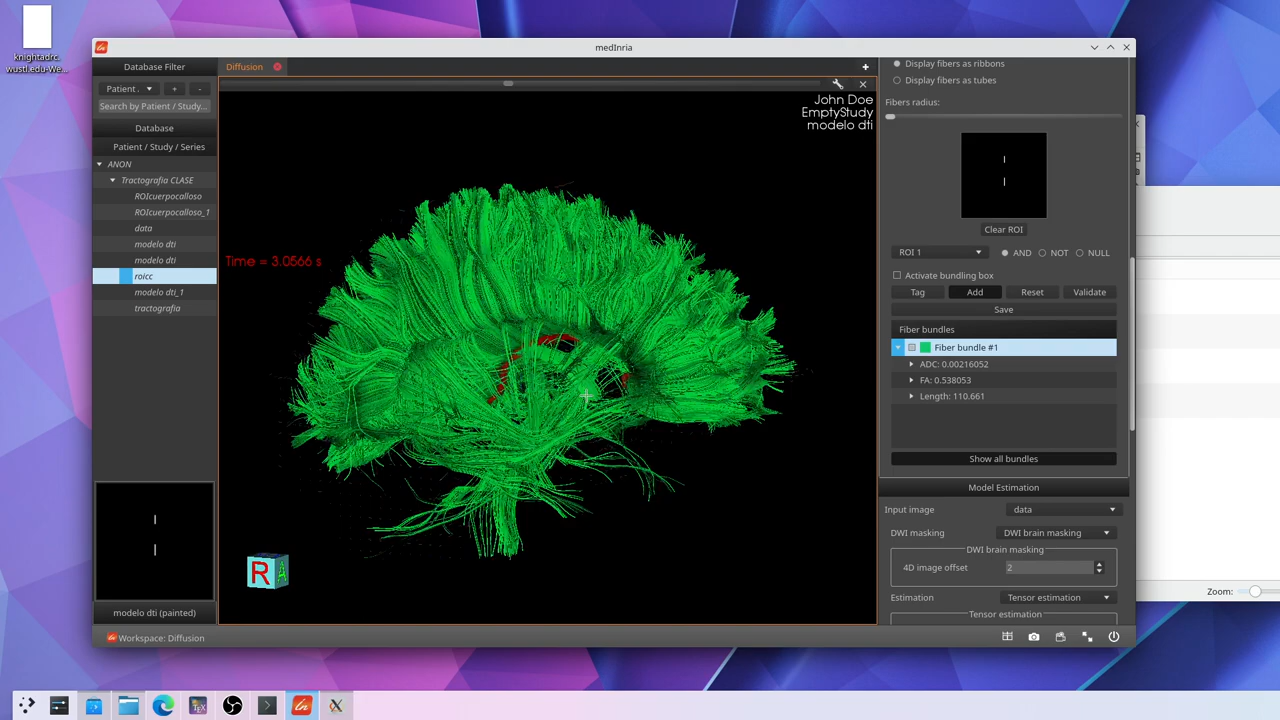 knightadrc.
wustl.edu-We...
medInria
Database Filter
Patient .
+
-
Search by Patient / Study...
Database
Patient / Study / Series
ANON
Tractografia CLASE
ROIcuerpocalloso
ROIcuerpocalloso_1
data
modelo dti
modelo dti
roicc
modelo dti_1
tractografia
modelo dti (painted)
Workspace: Diffusion
Diffusion
+
John Doe
EmptyStudy
modelo dti
Time = 3.0566 s
R
A
Display fibers as ribbons
Display fibers as tubes
Fibers radius:
Clear ROI
ROI 1
AND
NOT
NULL
Activate bundling box
Tag
Add
Reset
Validate
Save
Fiber bundles
Fiber bundle #1
ADC: 0.00216052
FA: 0.538053
Length: 110.661
Show all bundles
Model Estimation
Input image
data
DWI masking
DWI brain masking
DWI brain masking
4D image offset
2
Estimation
Tensor estimation
Tensor estimation
Zoom: